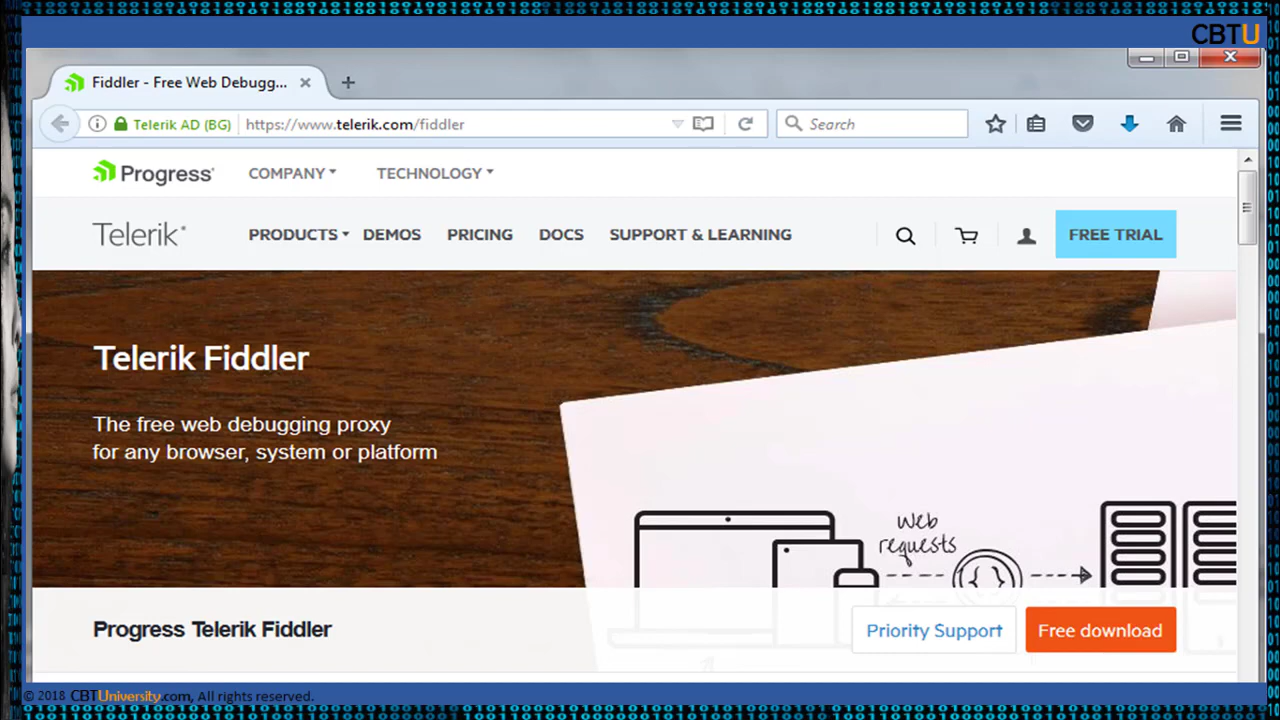 CBTU
Fiddler - Free Web Debugg...
Telerik AD (BG) https://www.telerik.com/fiddler Search
Progress COMPANY TECHNOLOGY
Telerik PRODUCTS DEMOS PRICING DOCS SUPPORT & LEARNING FREE TRIAL
Telerik Fiddler
The free web debugging proxy
for any browser, system or platform
web
requests
{ }
Progress Telerik Fiddler Priority Support Free download
© 2018 CBTUniversity.com, All rights reserved.